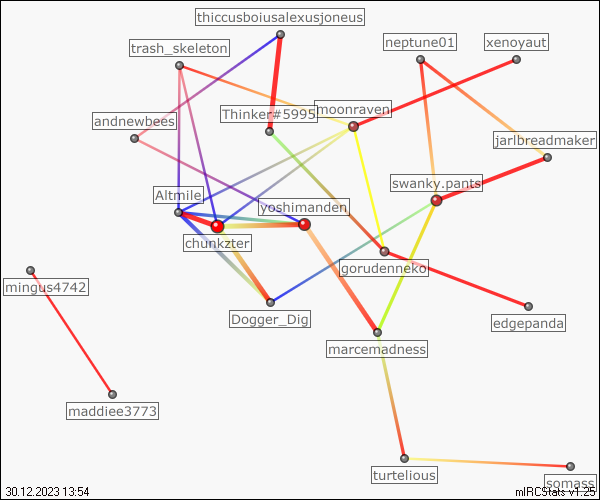 thiccusboiusalexusjoneus
neptune01
xenoyaut
trash_skeleton
Thinker#5995
moonraven
andnewbees
jarlbreadmaker
swanky.pants
Altmile
yoshimanden
chunkzter
gorudenneko
mingus4742
Dogger_Dig
edgepanda
marcemadness
maddiee3773
turtelious
somass
30.12.2023 13:54
mIRCStats v1.25